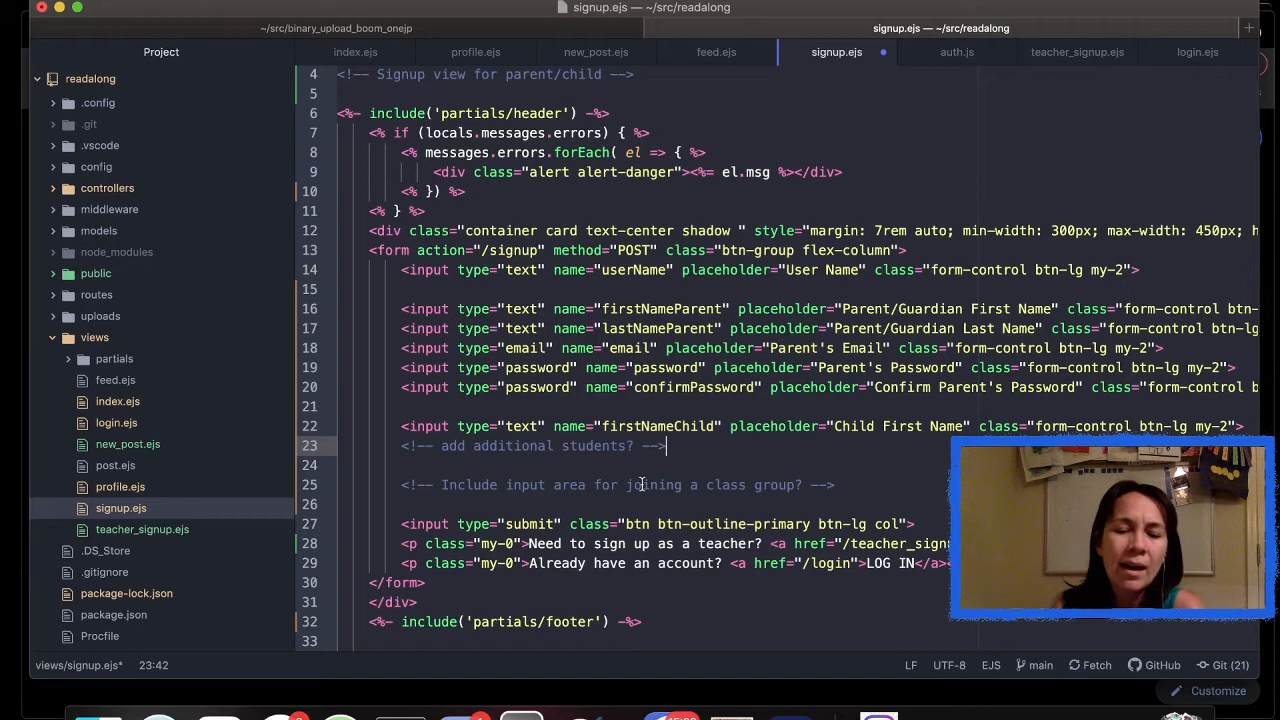 signup.ejs — ~/src/readalong
~/src/binary_upload_boom_onejp
signup.ejs — ~/src/readalong
Project
index.ejs
profile.ejs
new_post.ejs
feed.ejs
signup.ejs
auth.js
teacher_signup.ejs
login.ejs
readalong
.config
.git
.vscode
config
controllers
middleware
models
node_modules
public
routes
uploads
views
partials
feed.ejs
index.ejs
login.ejs
new_post.ejs
post.ejs
profile.ejs
signup.ejs
teacher_signup.ejs
.DS_Store
.gitignore
package-lock.json
package.json
Procfile
4 <!-- Signup view for parent/child -->
5
6 <%- include('partials/header') -%>
7 <% if (locals.messages.errors) { %>
8 <% messages.errors.forEach( el => { %>
9 <div class="alert alert-danger"><%= el.msg %></div>
10 <% }) %>
11 <% } %>
12 <div class="container card text-center shadow " style="margin: 7rem auto; min-width: 300px; max-width: 450px; h
13 <form action="/signup" method="POST" class="btn-group flex-column">
14 <input type="text" name="userName" placeholder="User Name" class="form-control btn-lg my-2">
15
16 <input type="text" name="firstNameParent" placeholder="Parent/Guardian First Name" class="form-control btn-
17 <input type="text" name="lastNameParent" placeholder="Parent/Guardian Last Name" class="form-control btn-lg
18 <input type="email" name="email" placeholder="Parent's Email" class="form-control btn-lg my-2">
19 <input type="password" name="password" placeholder="Parent's Password" class="form-control btn-lg my-2">
20 <input type="password" name="confirmPassword" placeholder="Confirm Parent's Password" class="form-control b
21
22 <input type="text" name="firstNameChild" placeholder="Child First Name" class="form-control btn-lg my-2">
23 <!-- add additional students? -->
24
25 <!-- Include input area for joining a class group? -->
26
27 <input type="submit" class="btn btn-outline-primary btn-lg col">
28 <p class="my-0">Need to sign up as a teacher? <a href="/teacher_sign
29 <p class="my-0">Already have an account? <a href="/login">LOG IN</a>
30 </form>
31 </div>
32 <%- include('partials/footer') -%>
33
views/signup.ejs* 23:42
LF UTF-8 EJS main Fetch GitHub Git (21)
Customize